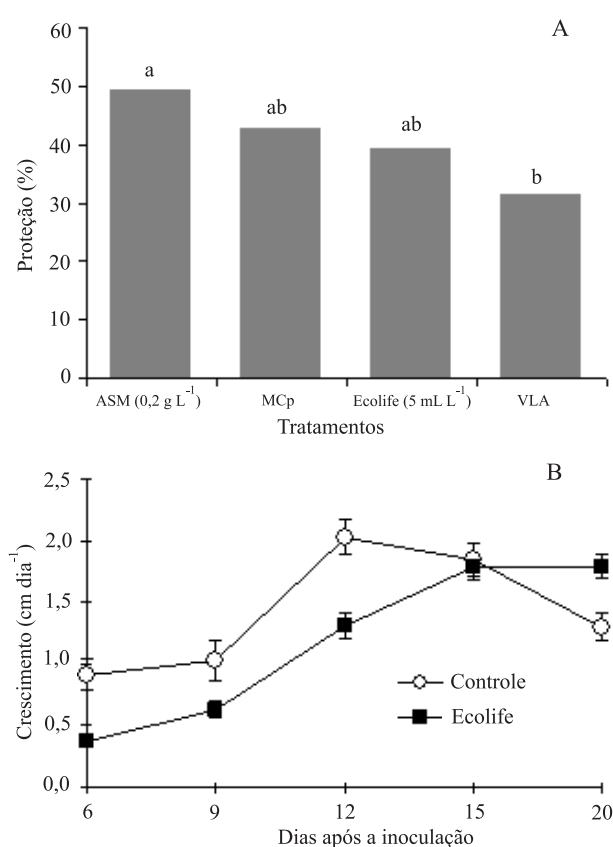 A
60
50
40
30
20
10
0
Proteção (%)
a
ab
ab
b
ASM (0,2 g L⁻¹) MCp Ecolife (5 mL L⁻¹) VLA
Tratamentos
B
2,5
2,0
1,5
1,0
0,5
0,0
Crescimento (cm dia⁻¹)
Controle
Ecolife
6 9 12 15 20
Dias após a inoculação